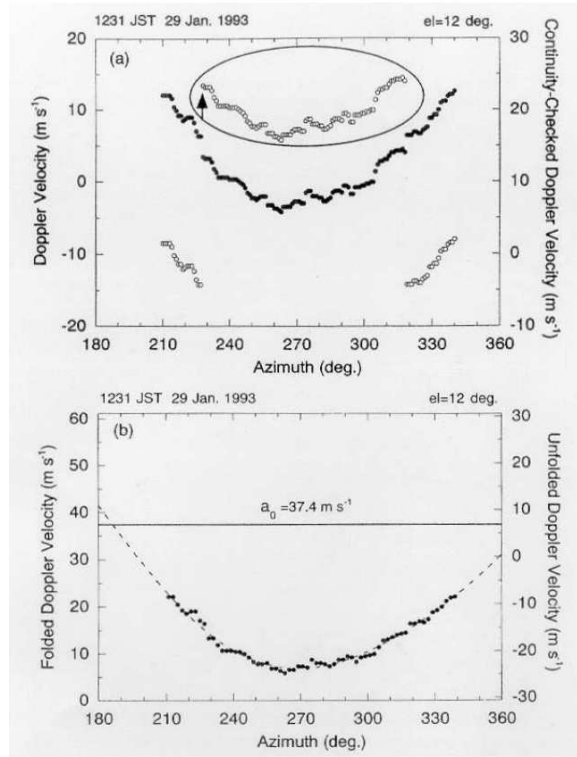 1231 JST 29 Jan. 1993 el=12 deg.
(a)
20
10
0
-10
-20
Doppler Velocity (m s-1)
30
20
10
0
-10
Continuity-Checked Doppler Velocity (m s-1)
180 210 240 270 300 330 360
Azimuth (deg.)
1231 JST 29 Jan. 1993 el=12 deg.
(b)
60
50
40
30
20
10
0
Folded Doppler Velocity (m s-1)
a0 =37.4 m s-1
30
20
10
0
-10
-20
-30
Unfolded Doppler Velocity (m s-1)
180 210 240 270 300 330 360
Azimuth (deg.)